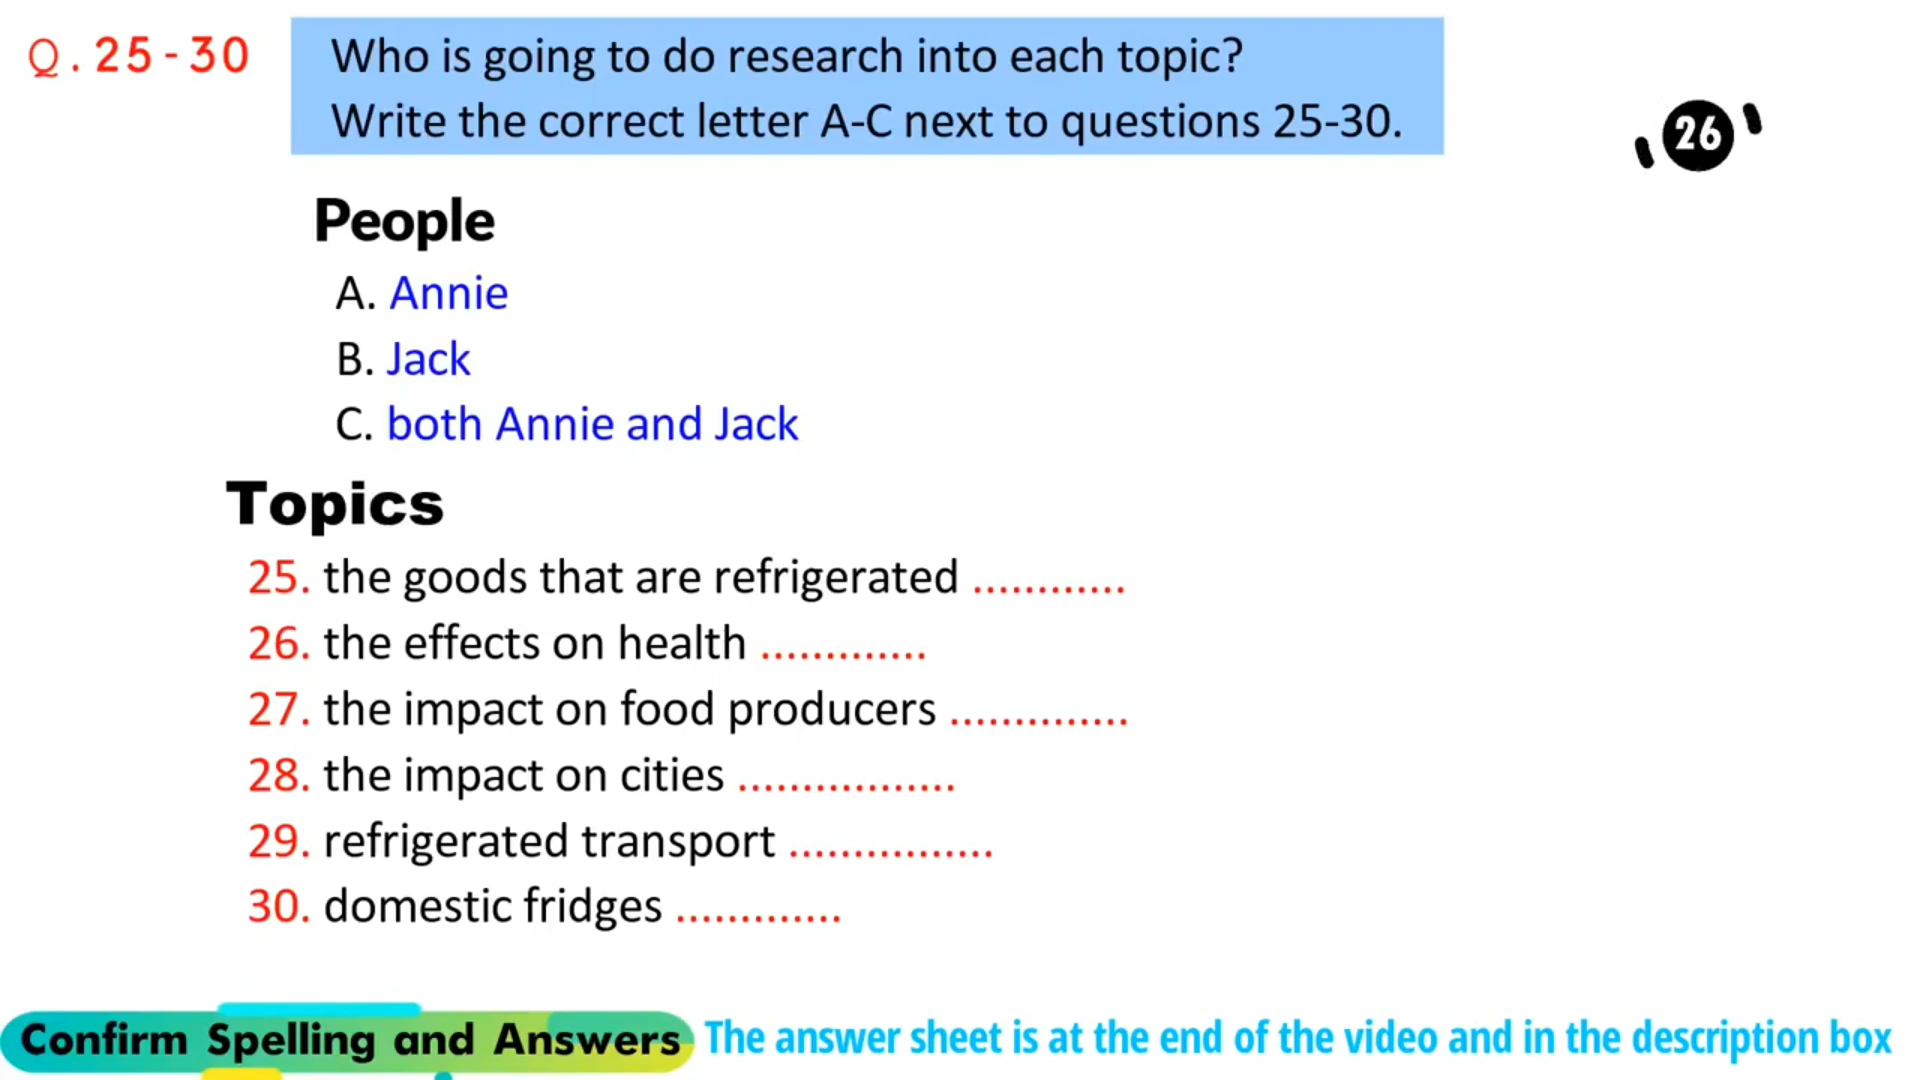 Q.25-30
Who is going to do research into each topic?
Write the correct letter A-C next to questions 25-30.
26
People
A. Annie
B. Jack
C. both Annie and Jack
Topics
25. the goods that are refrigerated ............
26. the effects on health .............
27. the impact on food producers ..............
28. the impact on cities .................
29. refrigerated transport ................
30. domestic fridges .............
Confirm Spelling and Answers The answer sheet is at the end of the video and in the description box